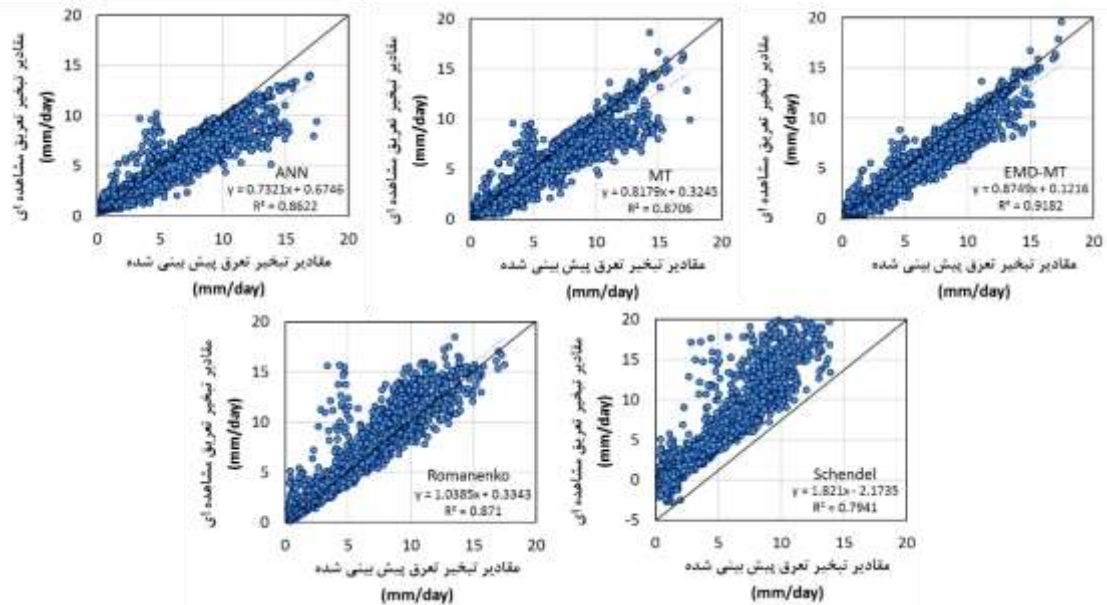 20
15
10
5
0
مقادیر تبخیر تعریق مشاهده ای
(mm/day)
ANN
y = 0.7321x + 0.6746
R² = 0.8622
0 5 10 15 20
مقادیر تبخیر تعرق پیش بینی شده
(mm/day)
20
15
10
5
0
مقادیر تبخیر تعریق مشاهده ای
(mm/day)
MT
y = 0.8179x + 0.3245
R² = 0.8706
0 5 10 15 20
مقادیر تبخیر تعرق پیش بینی شده
(mm/day)
20
15
10
5
0
مقادیر تبخیر تعریق مشاهده ای
(mm/day)
EMD-MT
y = 0.8749x + 0.1216
R² = 0.9182
0 5 10 15 20
مقادیر تبخیر تعرق پیش بینی شده
(mm/day)
20
15
10
5
0
مقادیر تبخیر تعریق مشاهده ای
(mm/day)
Romanenko
y = 1.0385x + 0.3343
R² = 0.871
0 5 10 15 20
مقادیر تبخیر تعرق پیش بینی شده
(mm/day)
20
15
10
5
0
-5
مقادیر تبخیر تعریق مشاهده ای
(mm/day)
Schendel
y = 1.821x - 2.1735
R² = 0.7941
0 5 10 15 20
مقادیر تبخیر تعرق پیش بینی شده
(mm/day)